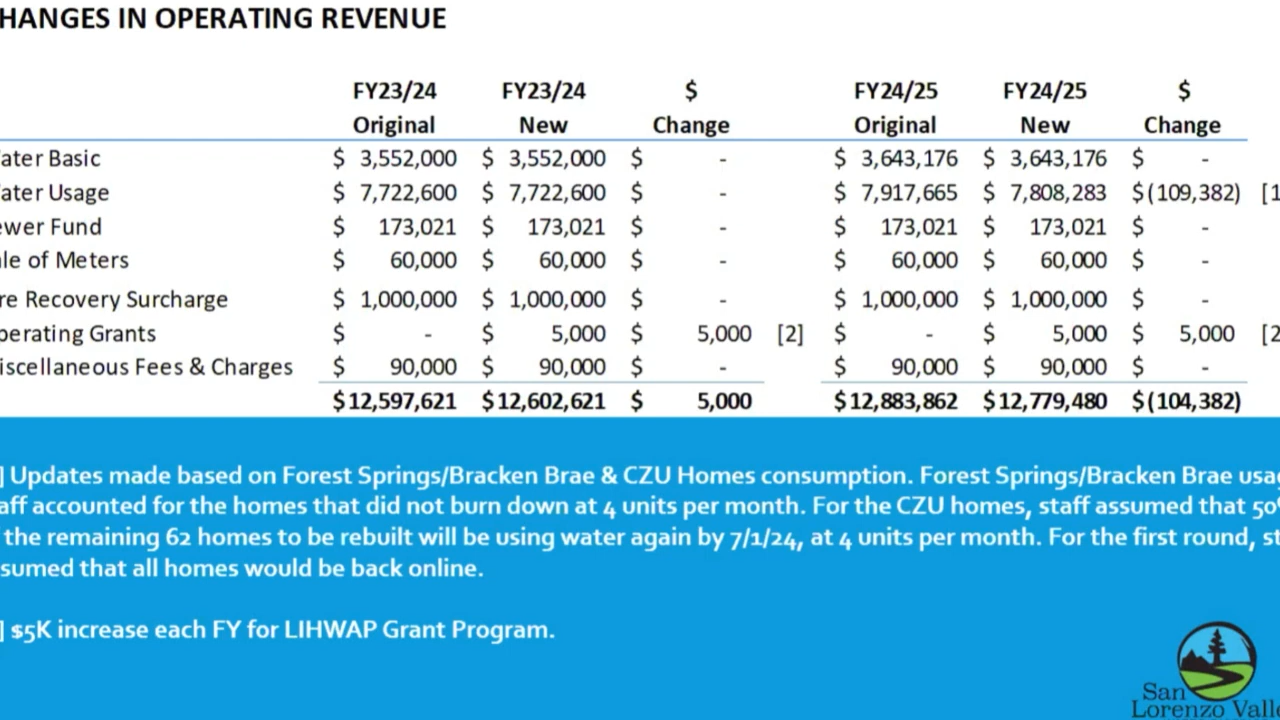 HANGES IN OPERATING REVENUE
FY23/24 FY23/24 $ FY24/25 FY24/25 $
Original New Change Original New Change
ater Basic $ 3,552,000 $ 3,552,000 $ - $ 3,643,176 $ 3,643,176 $ -
ater Usage $ 7,722,600 $ 7,722,600 $ - $ 7,917,665 $ 7,808,283 $(109,382) [1
ewer Fund $ 173,021 $ 173,021 $ - $ 173,021 $ 173,021 $ -
le of Meters $ 60,000 $ 60,000 $ - $ 60,000 $ 60,000 $ -
re Recovery Surcharge $ 1,000,000 $ 1,000,000 $ - $ 1,000,000 $ 1,000,000 $ -
perating Grants $ - $ 5,000 $ 5,000 [2] $ - $ 5,000 $ 5,000 [2
iscellaneous Fees & Charges $ 90,000 $ 90,000 $ - $ 90,000 $ 90,000 $ -
$12,597,621 $12,602,621 $ 5,000 $12,883,862 $12,779,480 $(104,382)
] Updates made based on Forest Springs/Bracken Brae & CZU Homes consumption. Forest Springs/Bracken Brae usag
aff accounted for the homes that did not burn down at 4 units per month. For the CZU homes, staff assumed that 50%
the remaining 62 homes to be rebuilt will be using water again by 7/1/24, at 4 units per month. For the first round, st
sumed that all homes would be back online.
] $5K increase each FY for LIHWAP Grant Program.
San
Lorenzo Valle